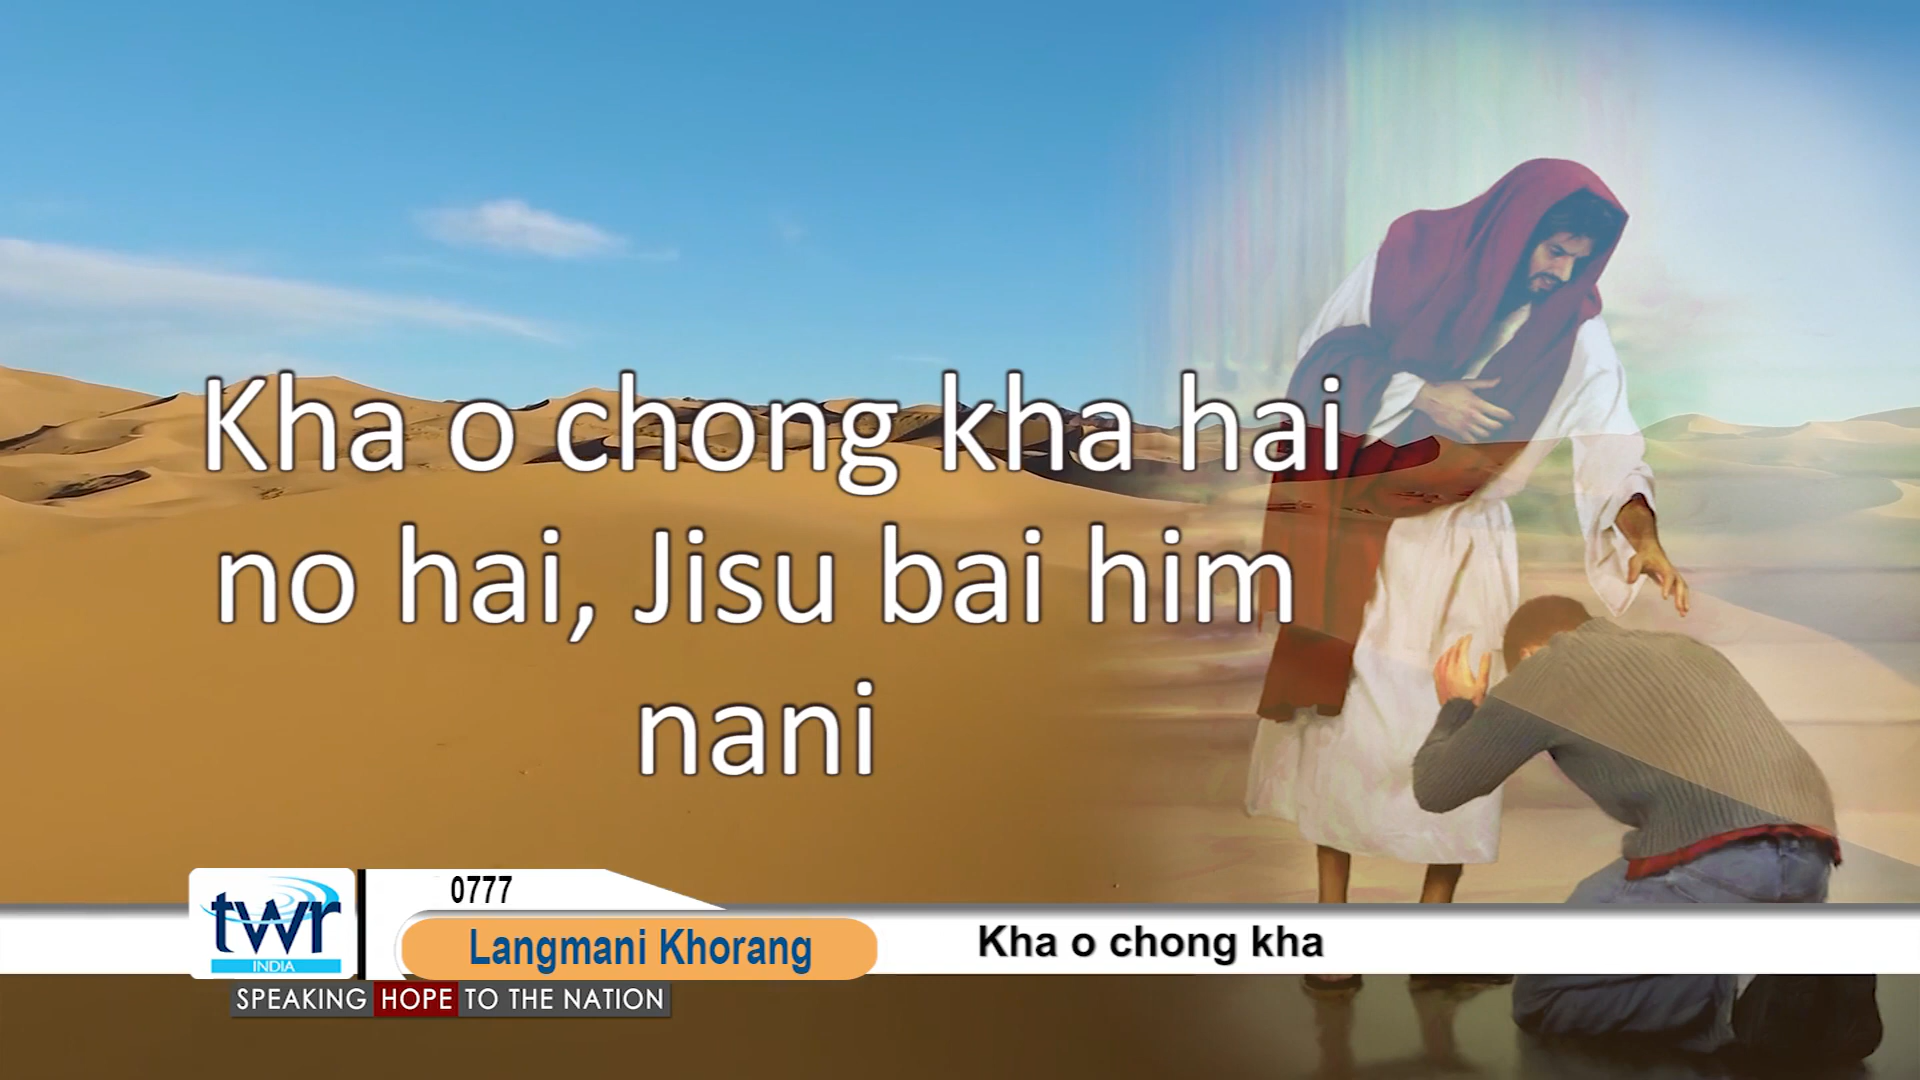 Kha o chong kha hai
no hai, Jisu bai him
nani
twr
INDIA
0777
Langmani Khorang
Kha o chong kha
SPEAKING HOPE TO THE NATION